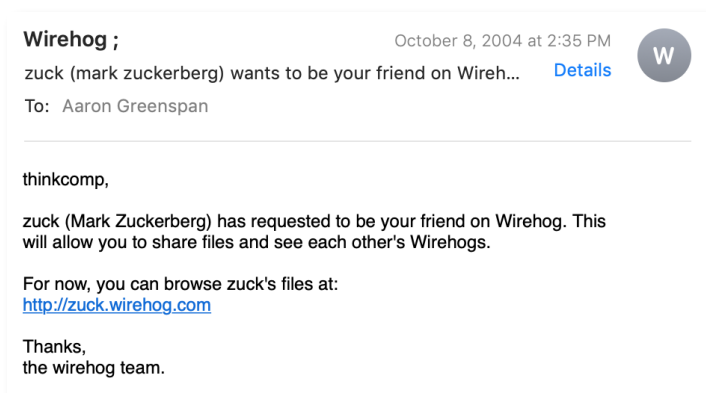 Wirehog ;
October 8, 2004 at 2:35 PM
W
zuck (mark zuckerberg) wants to be your friend on Wireh...
Details
To: Aaron Greenspan
thinkcomp,
zuck (Mark Zuckerberg) has requested to be your friend on Wirehog. This
will allow you to share files and see each other's Wirehogs.
For now, you can browse zuck's files at:
http://zuck.wirehog.com
Thanks,
the wirehog team.